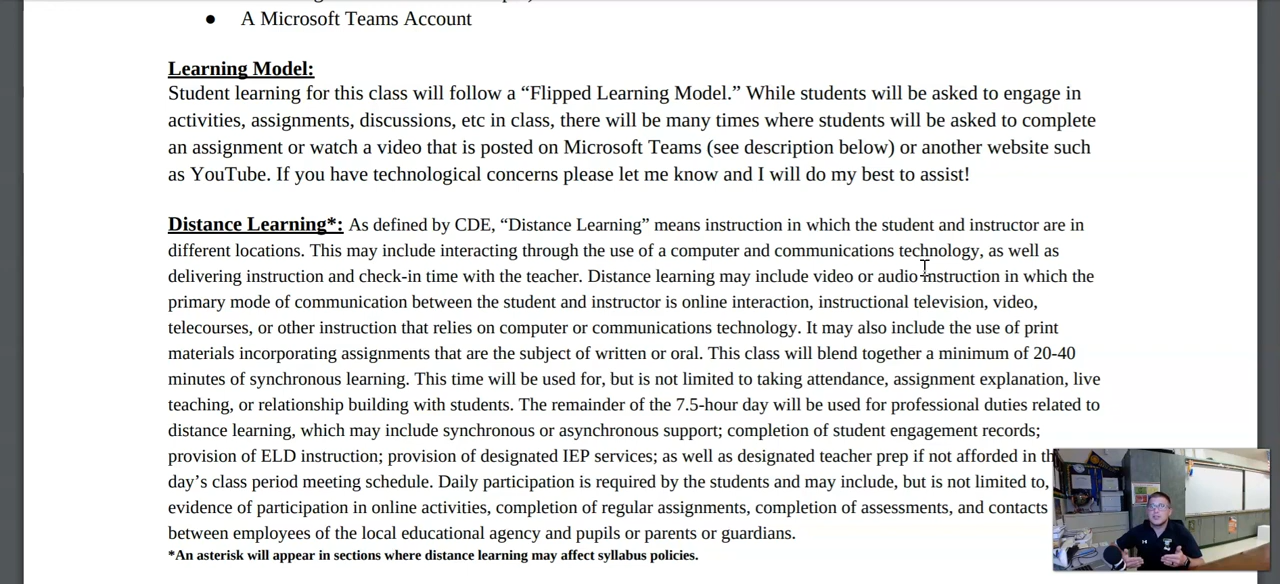 ● A Microsoft Teams Account
Learning Model:
Student learning for this class will follow a “Flipped Learning Model.” While students will be asked to engage in
activities, assignments, discussions, etc in class, there will be many times where students will be asked to complete
an assignment or watch a video that is posted on Microsoft Teams (see description below) or another website such
as YouTube. If you have technological concerns please let me know and I will do my best to assist!
Distance Learning*: As defined by CDE, “Distance Learning” means instruction in which the student and instructor are in
different locations. This may include interacting through the use of a computer and communications technology, as well as
delivering instruction and check-in time with the teacher. Distance learning may include video or audio instruction in which the
primary mode of communication between the student and instructor is online interaction, instructional television, video,
telecourses, or other instruction that relies on computer or communications technology. It may also include the use of print
materials incorporating assignments that are the subject of written or oral. This class will blend together a minimum of 20-40
minutes of synchronous learning. This time will be used for, but is not limited to taking attendance, assignment explanation, live
teaching, or relationship building with students. The remainder of the 7.5-hour day will be used for professional duties related to
distance learning, which may include synchronous or asynchronous support; completion of student engagement records;
provision of ELD instruction; provision of designated IEP services; as well as designated teacher prep if not afforded in
day’s class period meeting schedule. Daily participation is required by the students and may include, but is not limited to,
evidence of participation in online activities, completion of regular assignments, completion of assessments, and contacts
between employees of the local educational agency and pupils or parents or guardians.
*An asterisk will appear in sections where distance learning may affect syllabus policies.